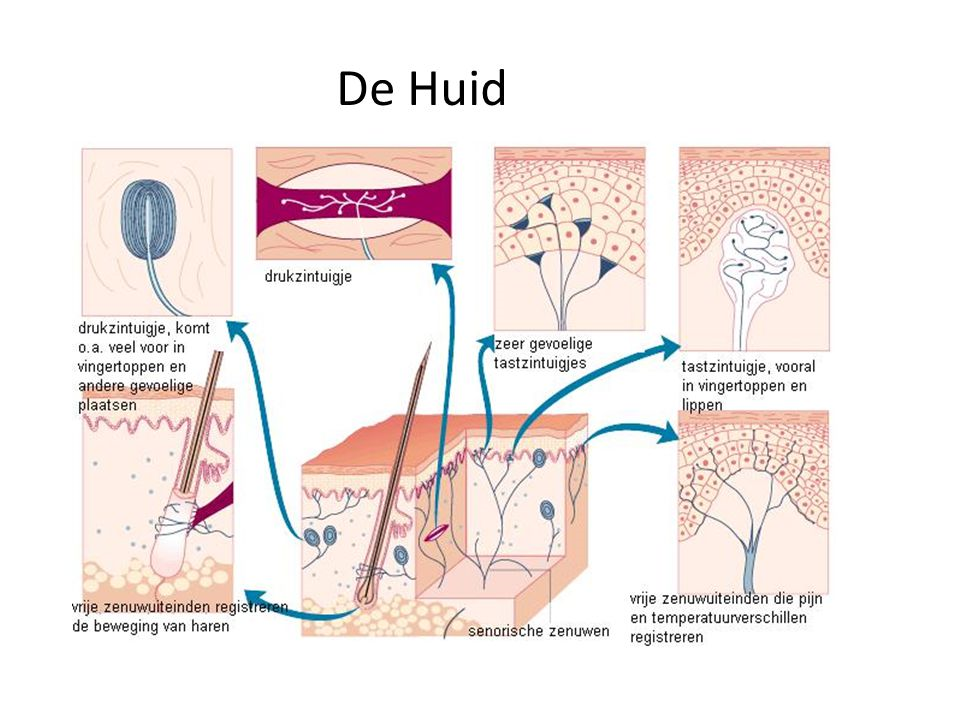 De Huid
drukzintuigje
drukzintuigje, komt
o.a. veel voor in
vingertoppen en
andere gevoelige
plaatsen
zeer gevoelige
tastzintuigjes
tastzintuigje, vooral
in vingertoppen en
lippen
vrije zenuwuiteinden registreren
de beweging van haren
senorische zenuwen
vrije zenuwuiteinden die pijn
en temperatuurverschillen
registreren